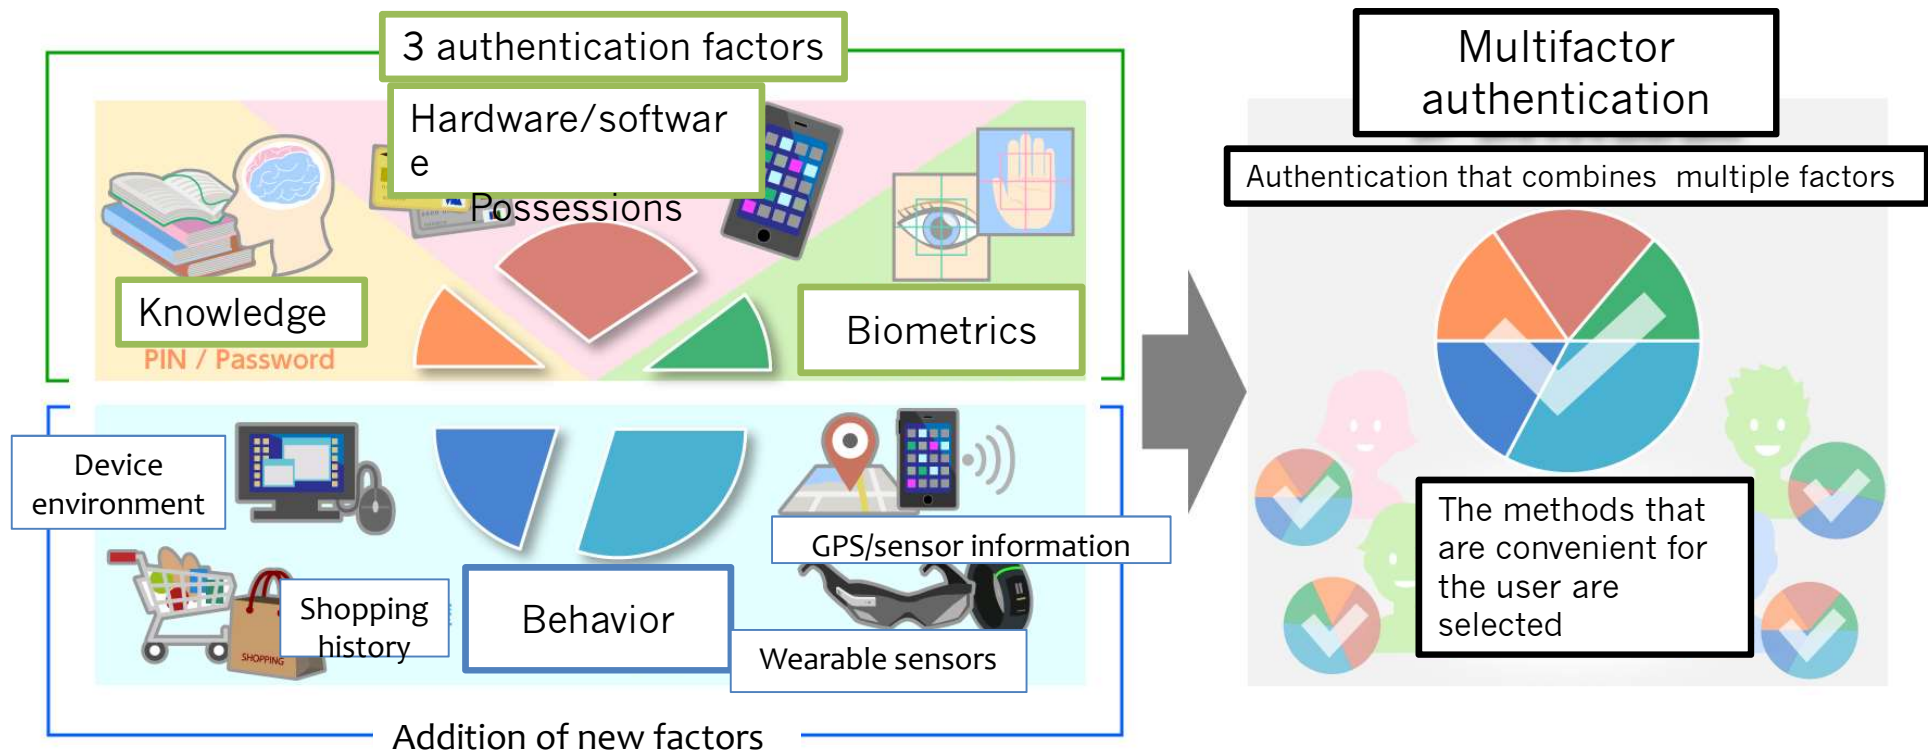 3 authentication factors
Hardware/softwar
e
Possessions
Knowledge
PIN / Password
Biometrics
Device
environment
GPS/sensor information
Shopping
history
SHOPPING
Behavior
Wearable sensors
Addition of new factors
Multifactor
authentication
Authentication that combines multiple factors
The methods that
are convenient for
the user are
selected